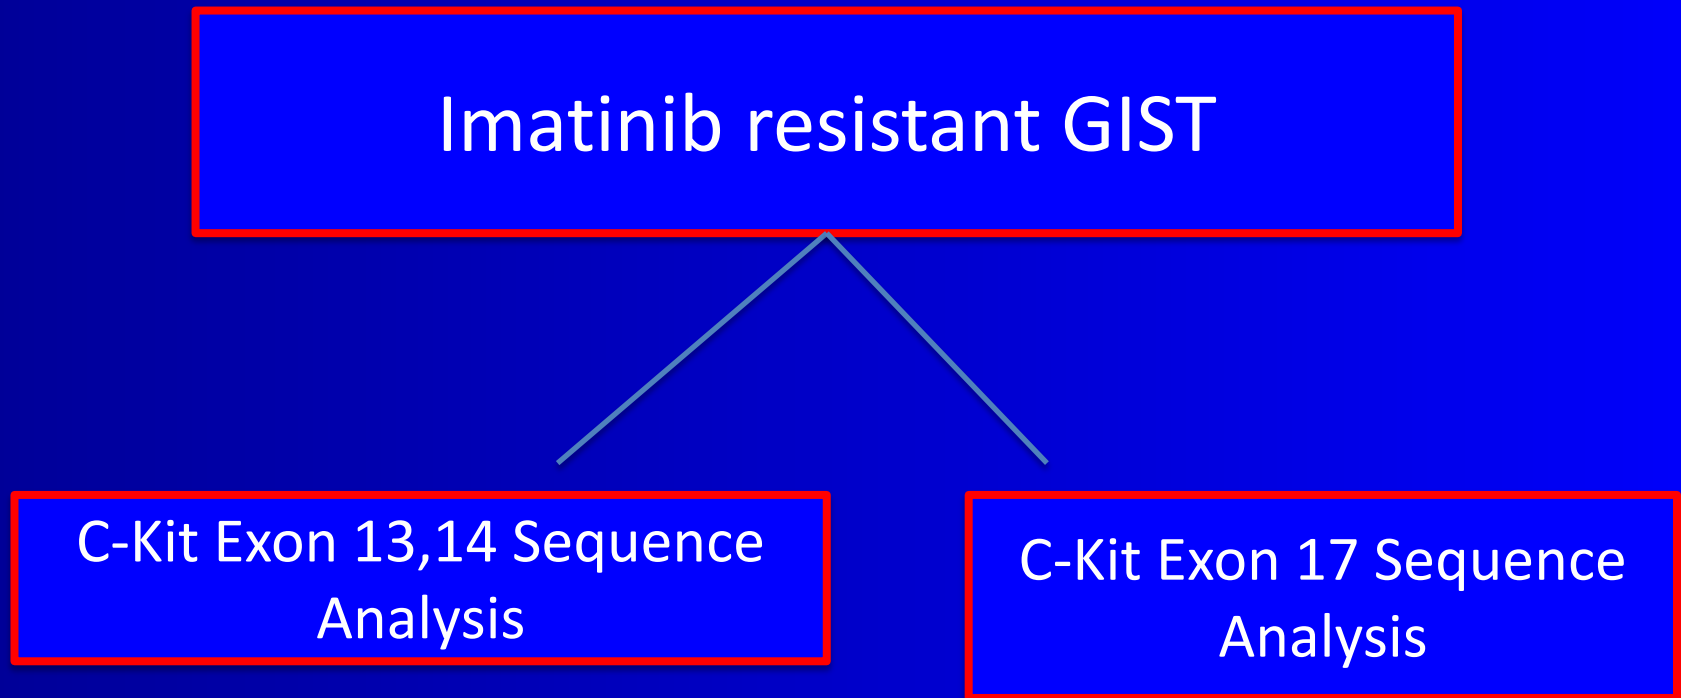 Imatinib resistant GIST
C-Kit Exon 13,14 Sequence
Analysis
C-Kit Exon 17 Sequence
Analysis